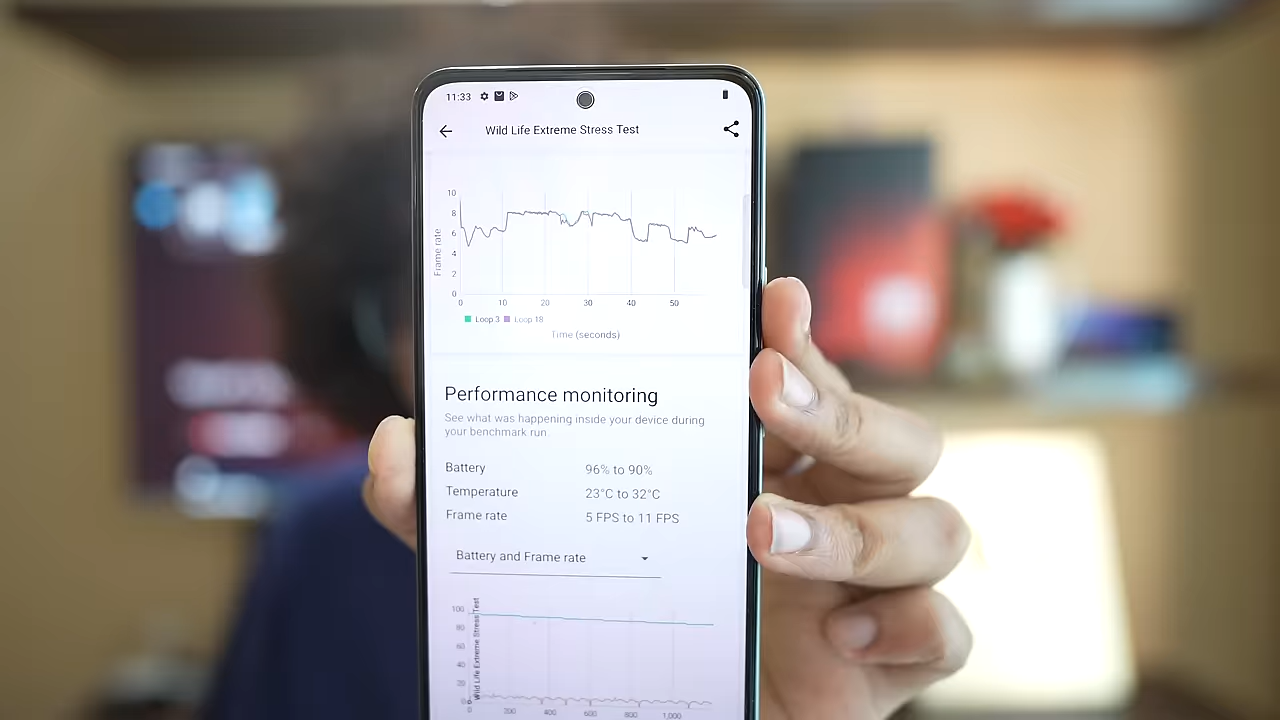 11:33
Wild Life Extreme Stress Test
10
8
6
4
2
0
Frame rate
0 10 20 30 40 50
Loop 3 Loop 18
Time (seconds)
Performance monitoring
See what was happening inside your device during
your benchmark run
Battery 96% to 90%
Temperature 23°C to 32°C
Frame rate 5 FPS to 11 FPS
Battery and Frame rate
100
80
60
40
20
0
Wild Life Extreme Stress Test
0 200 400 600 800 1,000